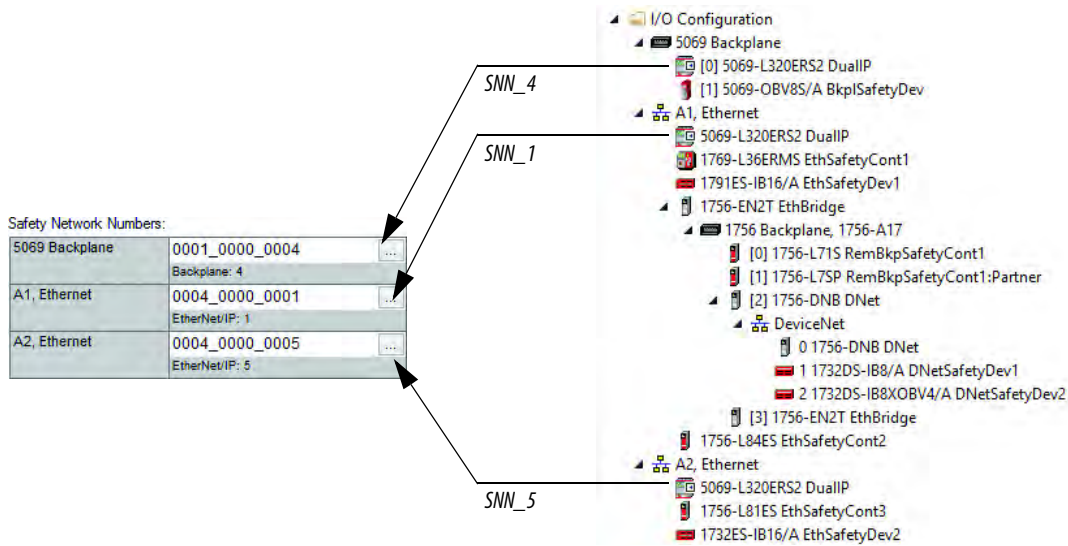 Safety Network Numbers:
5069 Backplane
0001_0000_0004
...
Backplane: 4
A1, Ethernet
0004_0000_0001
...
EtherNet/IP: 1
A2, Ethernet
0004_0000_0005
...
EtherNet/IP: 5
SNN_4
SNN_1
SNN_5
I/O Configuration
5069 Backplane
[0] 5069-L320ERS2 DualIP
[1] 5069-OBV8S/A BkplSafetyDev
A1, Ethernet
5069-L320ERS2 DualIP
1769-L36ERMS EthSafetyCont1
1791ES-IB16/A EthSafetyDev1
1756-EN2T EthBridge
1756 Backplane, 1756-A17
[0] 1756-L71S RemBkpSafetyCont1
[1] 1756-L7SP RemBkpSafetyCont1:Partner
[2] 1756-DNB DNet
DeviceNet
0 1756-DNB DNet
1 1732DS-IB8/A DNetSafetyDev1
2 1732DS-IB8XOBV4/A DNetSafetyDev2
[3] 1756-EN2T EthBridge
1756-L84ES EthSafetyCont2
A2, Ethernet
5069-L320ERS2 DualIP
1756-L81ES EthSafetyCont3
1732ES-IB16/A EthSafetyDev2